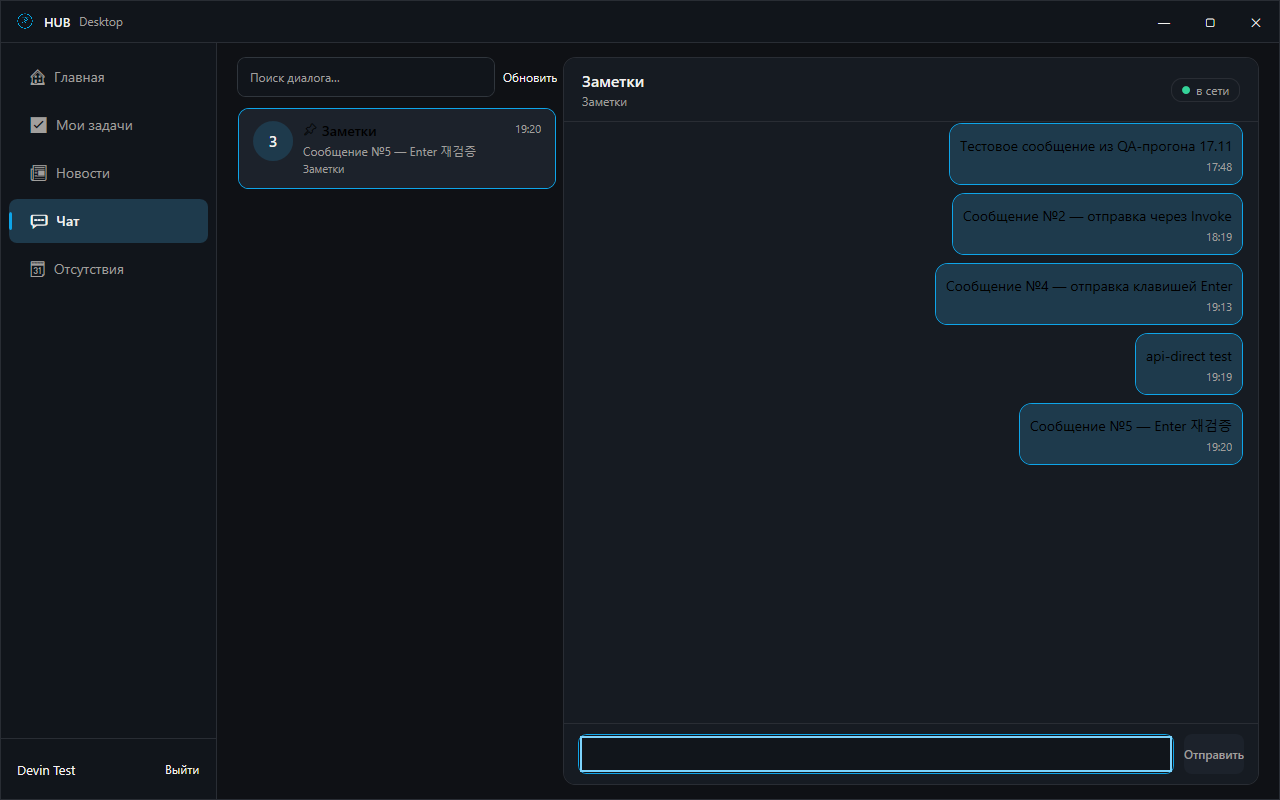 HUB Desktop
Главная
Мои задачи
Новости
Чат
31 Отсутствия
Devin Test Выйти
Поиск диалога... Обновить
З Заметки 19:20
Сообщение №5 — Enter 재검증
Заметки
Заметки
Заметки
в сети
Тестовое сообщение из QA-прогона 17.11
17:48
Сообщение №2 — отправка через Invoke
18:19
Сообщение №4 — отправка клавишей Enter
19:13
api-direct test
19:19
Сообщение №5 — Enter 재검증
19:20
Отправить